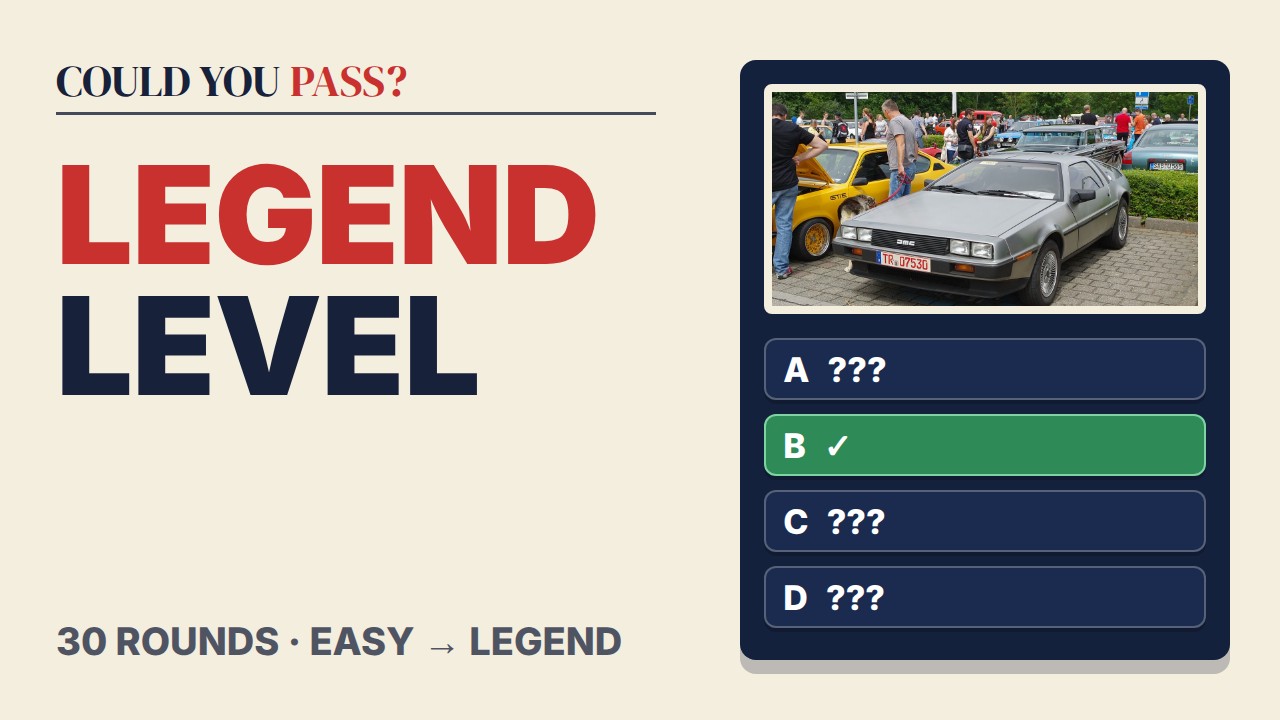 COULD YOU PASS?
LEGEND
LEVEL
30 ROUNDS · EASY → LEGEND
DMC
TR 07530
A ???
B ✓
C ???
D ???